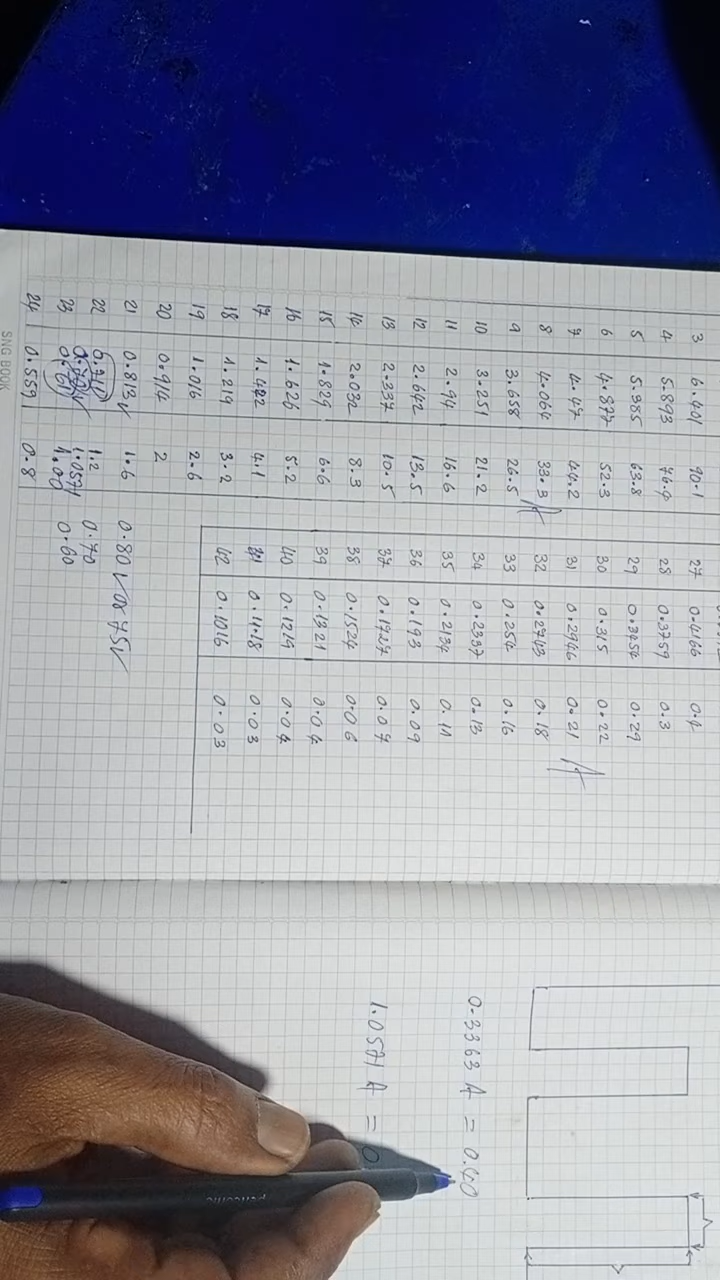 3 6.401 90.1 27 0.4166 0.4
4 5.893 76.4 28 0.3759 0.3
5 5.385 63.8 29 0.3454 0.29
6 4.877 52.3 30 0.315 0.22
7 4.47 44.2 31 0.2946 0.21
8 4.064 33.3 A 32 0.2743 0.18 A
9 3.658 26.5 33 0.254 0.16
10 3.251 21.2 34 0.2337 0.13
11 2.94 16.6 35 0.2134 0.11
12 2.642 13.5 36 0.193 0.09
13 2.337 10.5 37 0.1727 0.07
14 2.032 8.3 38 0.1524 0.06
15 1.829 6.6 39 0.1321 0.04
16 1.626 5.2 40 0.1219 0.04
17 1.422 4.1 41 0.1118 0.03
18 1.219 3.2 42 0.1016 0.03
19 1.016 2.6
20 0.914 2
21 0.813 1.6 0.80
22 0.711 1.2 0.70
1.0571
23 1.00 0.60
24 0.559 0.8
SNG BOOK
0.3363 A = 0.40
1.0571 A = 0